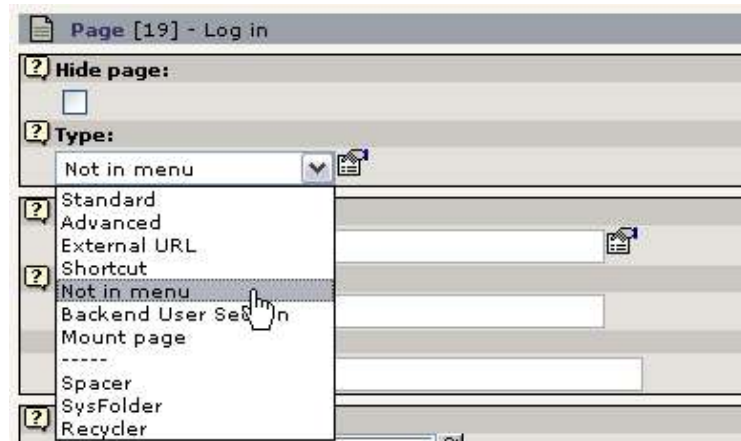 Page [19] - Log in
Hide page:
Type:
Not in menu
Standard
Advanced
External URL
Shortcut
Not in menu
Backend User
Mount page
-----
Spacer
SysFolder
Recycler